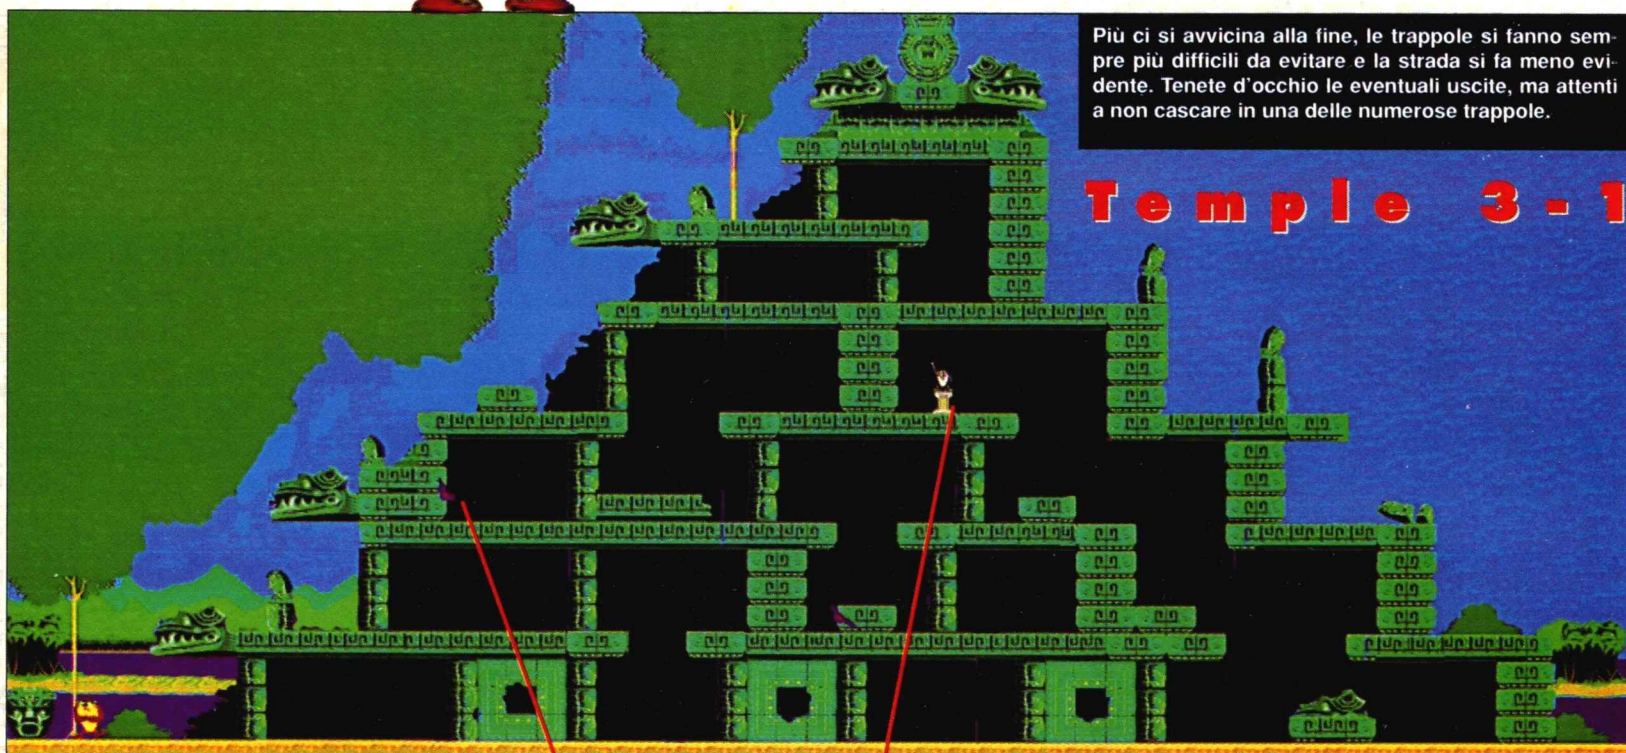 Più ci si avvicina alla fine, le trappole si fanno sem-
pre più difficili da evitare e la strada si fa meno evi-
dente. Tenete d'occhio le eventuali uscite, ma attenti
a non cascare in una delle numerose trappole.
Temple 3-1